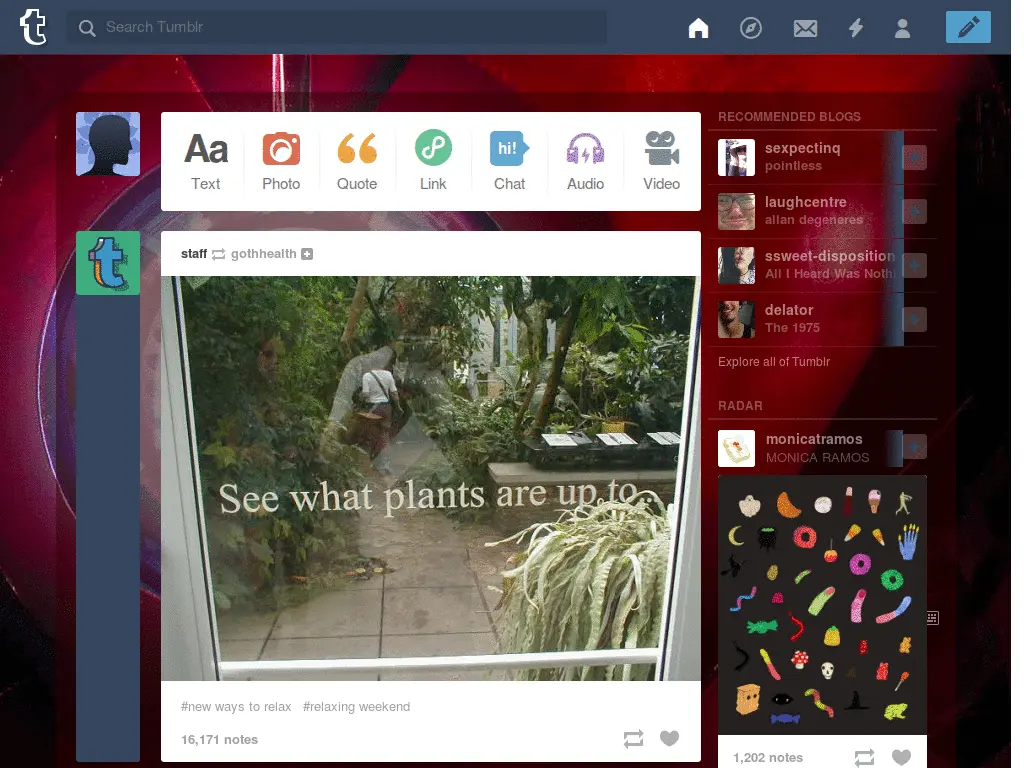 t
Search Tumblr
Aa
hi!
Text
Photo
Quote
Link
Chat
Audio
Video
t
staff gothhealth
See what plants are up to...
#new ways to relax #relaxing weekend
16,171 notes
RECOMMENDED BLOGS
sexpectinq
pointless
laughcentre
allan degeneres
ssweet-disposition
All I Heard Was Nothi
delator
The 1975
Explore all of Tumblr
RADAR
monicatramos
MONICA RAMOS
1,202 notes